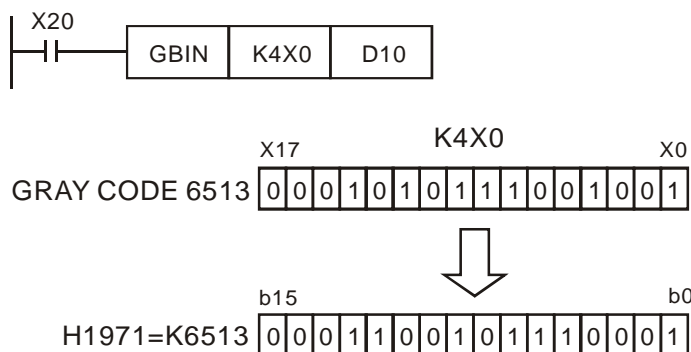 X20
GBIN K4X0 D10
K4X0
X17 X0
GRAY CODE 6513 0 0 0 1 0 1 0 1 1 1 0 0 1 0 0 1
b15 b0
H1971=K6513 0 0 0 1 1 0 0 1 0 1 1 1 0 0 0 1